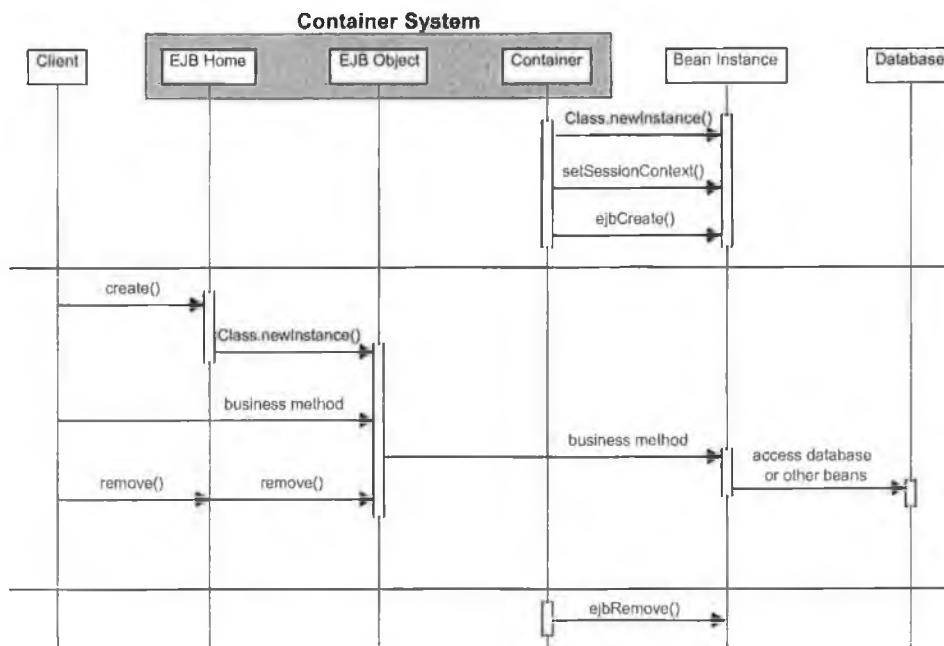 Container System
Client
EJB Home
EJB Object
Container
Bean Instance
Database
Class.newInstance()
setSessionContext()
ejbCreate()
create()
Class.newInstance()
business method
business method
access database
or other beans
remove()
remove()
ejbRemove()